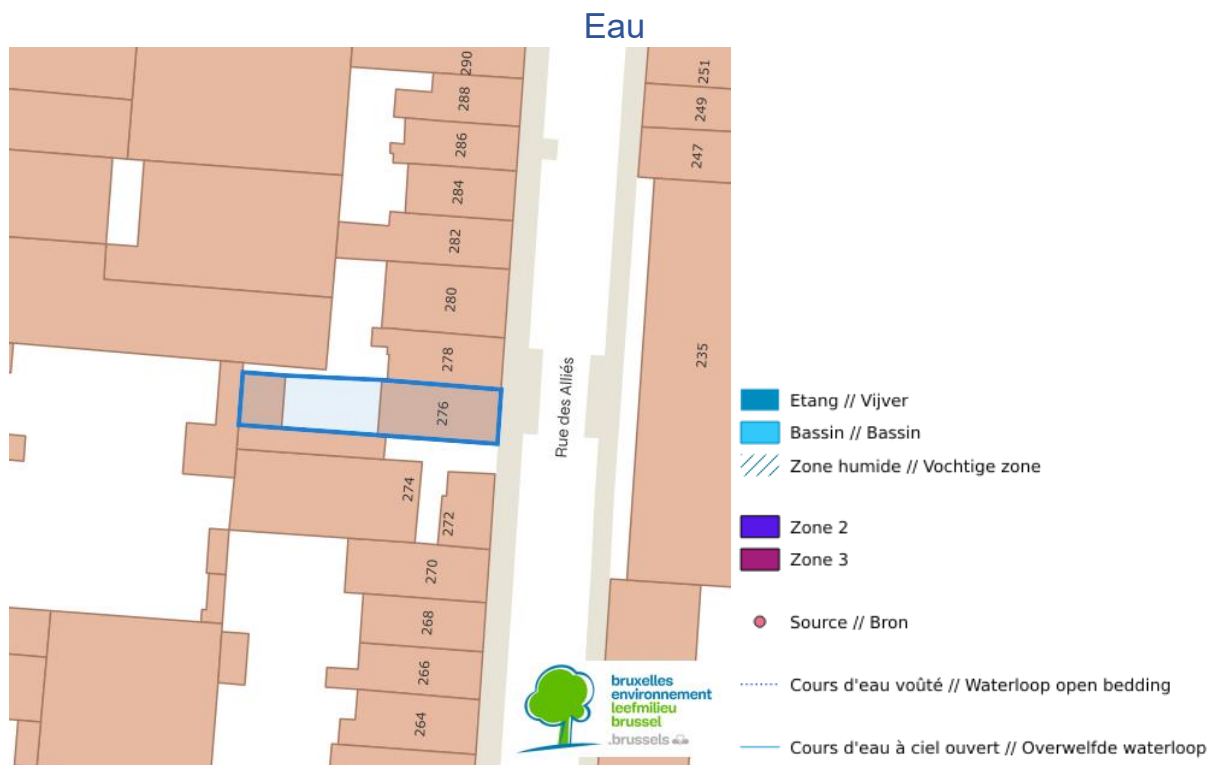 Eau
290
288
286
284
282
280
278
276
274
272
270
268
266
264
251
249
247
235
Rue des Alliés
Etang // Vijver
Bassin // Bassin
Zone humide // Vochtige zone
Zone 2
Zone 3
Source // Bron
Cours d'eau voûté // Waterloop open bedding
Cours d'eau à ciel ouvert // Overwelfde waterloop
bruxelles
environnement
leefmilieu
brussel
.brussels